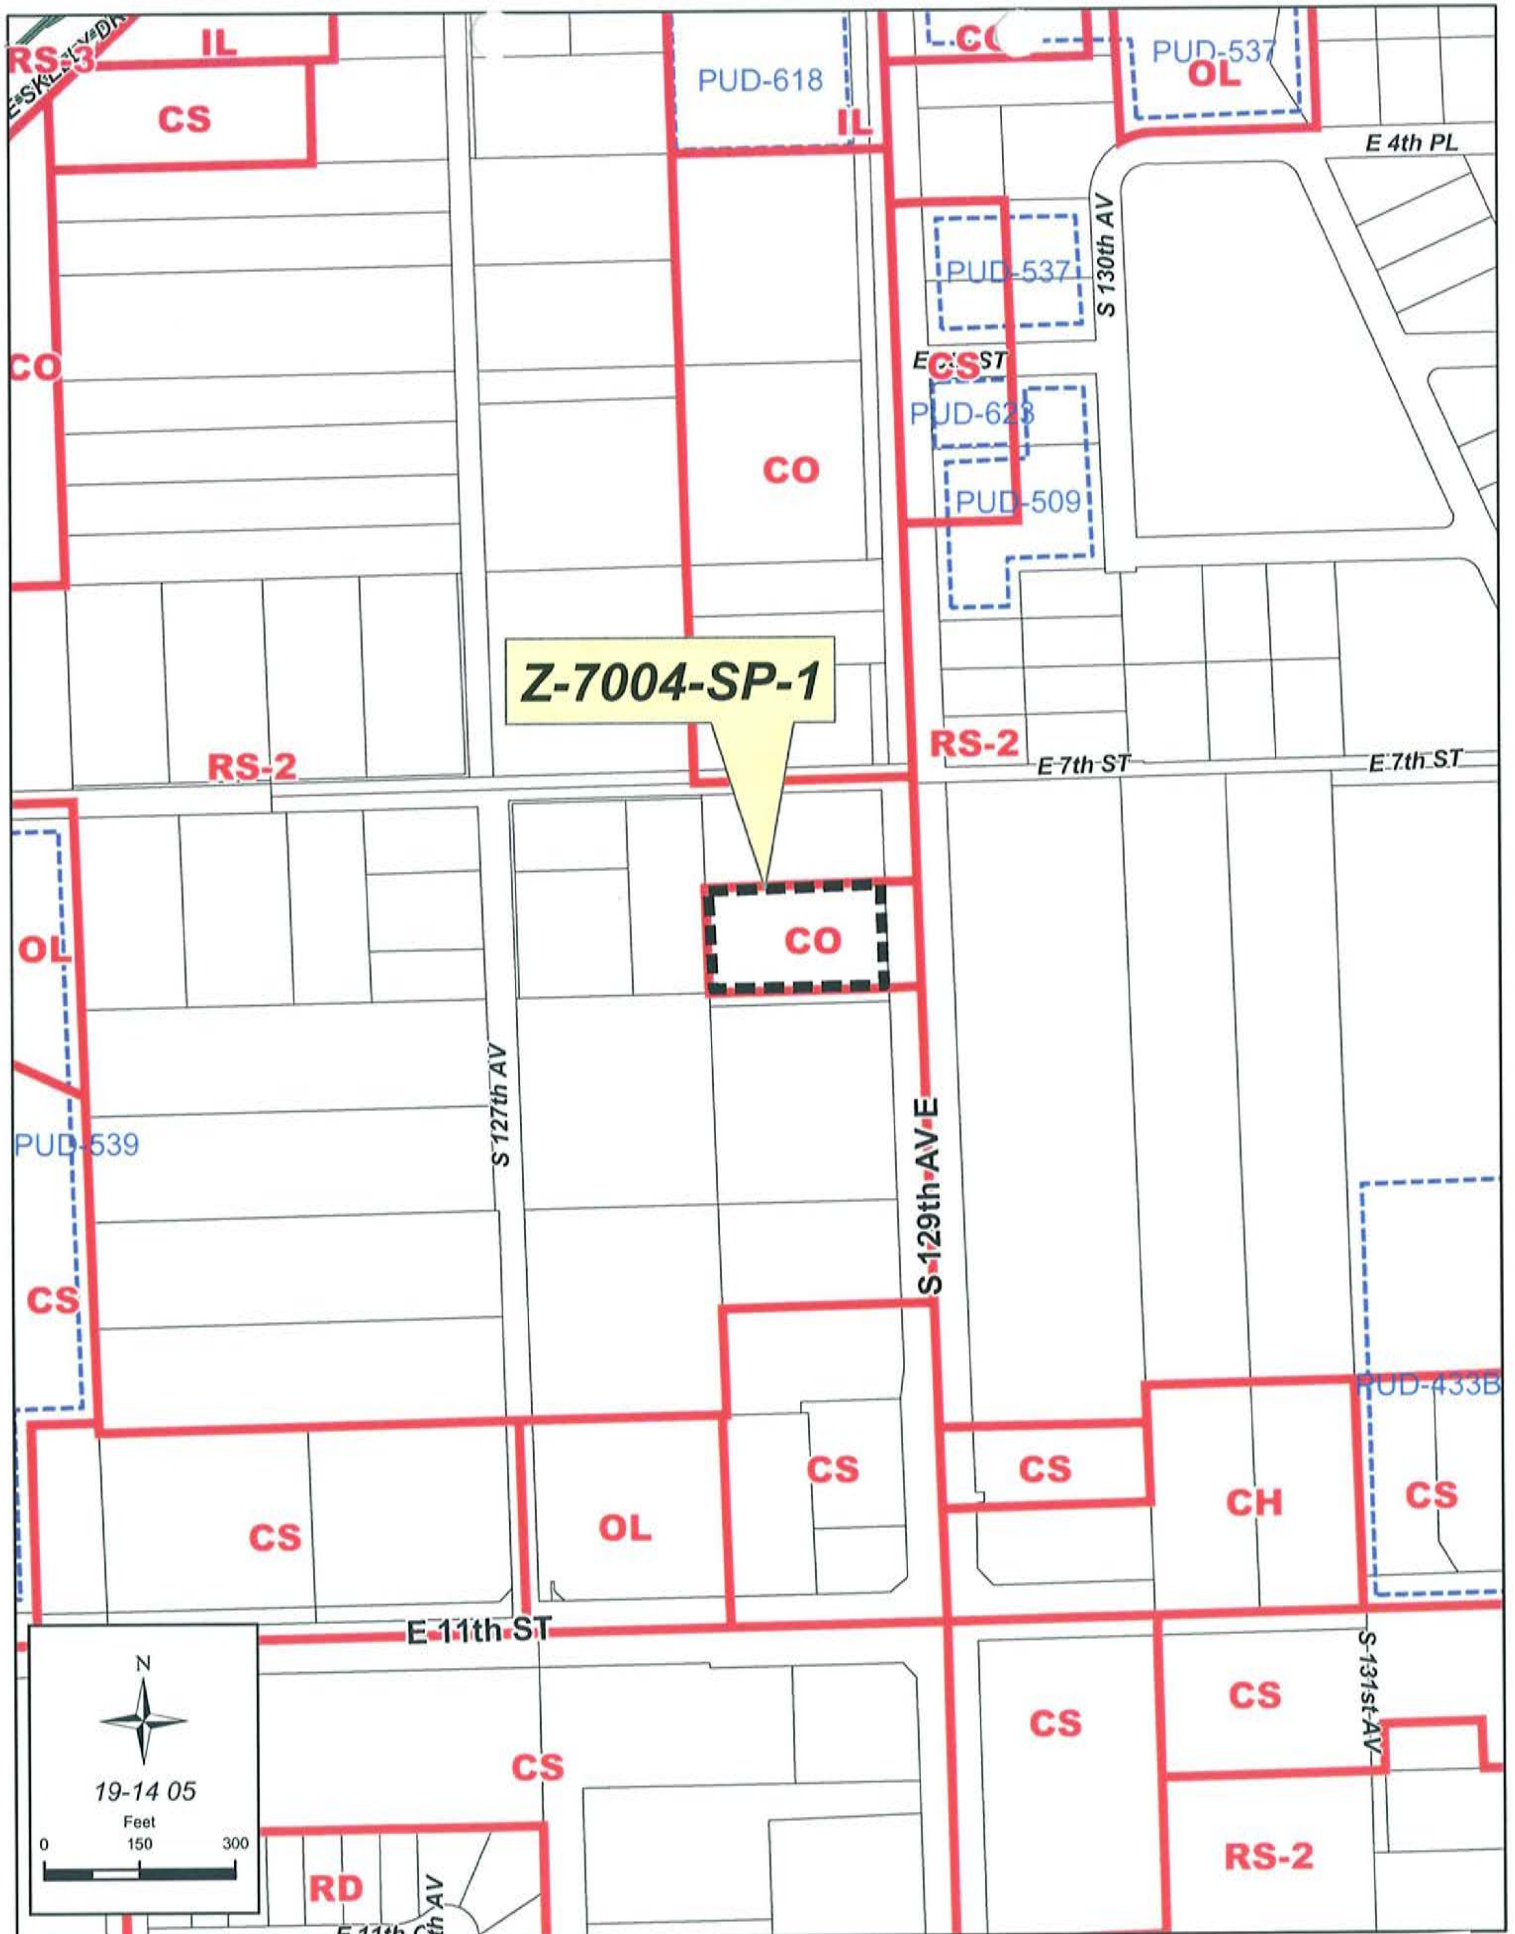 RS-3
IL
PUD-618
IL
PUD-537
OL
E 4th PL
CS
PUD-537
S 130th AV
CO
CS
ST
PUD-623
CO
PUD-509
Z-7004-SP-1
RS-2
RS-2
E 7th ST
E 7th ST
OL
CO
S 127th AV
PUD-539
S 129th AV E
CS
PUD-433B
CS
CS
CH
CS
CS
OL
E 11th ST
N
19-14 05
Feet
0 150 300
CS
S 131st AV
CS
CS
RD
RS-2